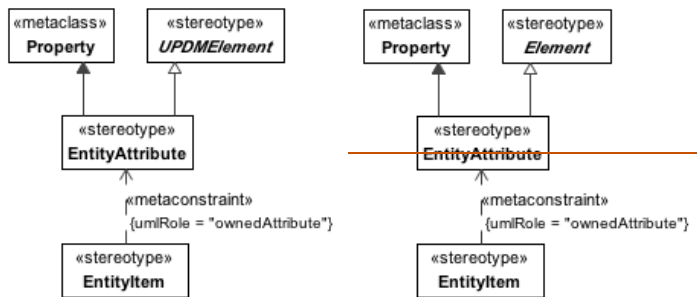 «metaclass»
Property
«stereotype»
UPDMElement
«stereotype»
EntityAttribute
«metaconstraint»
{umlRole = "ownedAttribute"}
«stereotype»
EntityItem
«metaclass»
Property
«stereotype»
Element
«stereotype»
EntityAttribute
«metaconstraint»
{umlRole = "ownedAttribute"}
«stereotype»
EntityItem